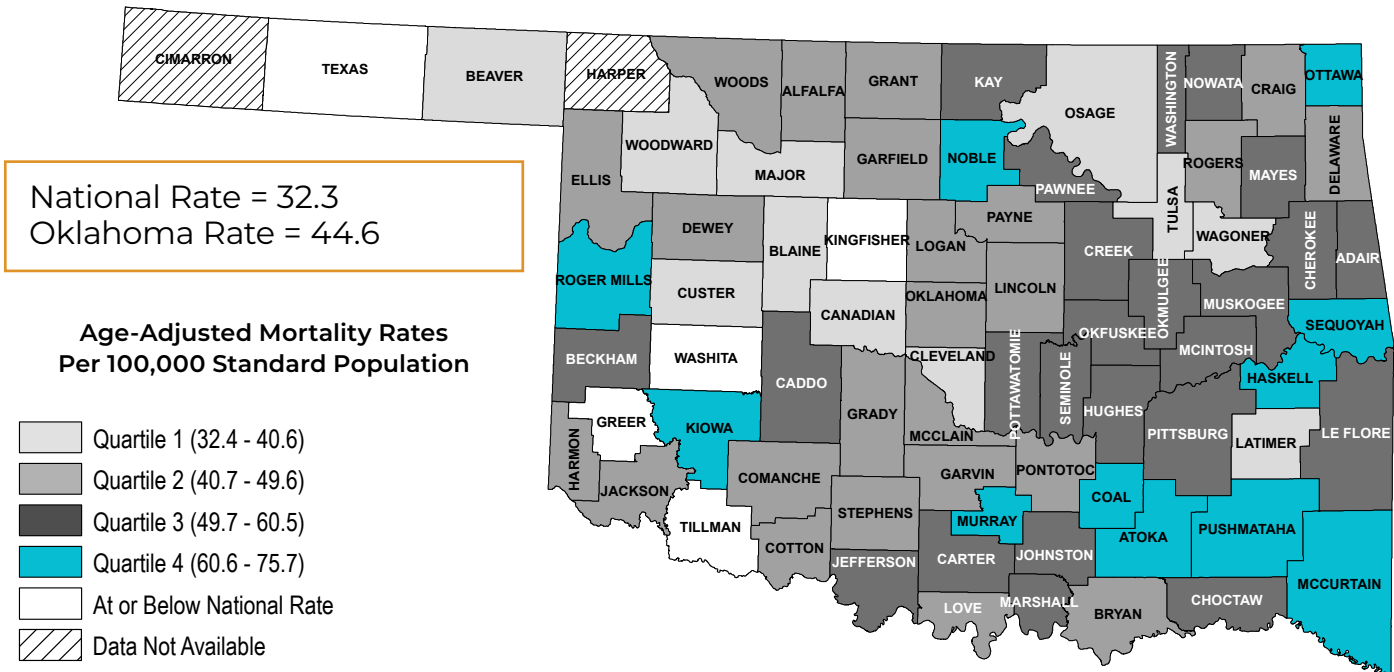 CIMARRON
TEXAS
BEAVER
HARPER
WOODS
ALFALFA
GRANT
KAY
OSAGE
WASHINGTON
NOWATA
CRAIG
OTTAWA
WOODWARD
MAJOR
GARFIELD
NOBLE
PAWNEE
ROGERS
MAYES
DELAWARE
National Rate = 32.3
Oklahoma Rate = 44.6
ELLIS
DEWEY
BLAINE
KINGFISHER
LOGAN
PAYNE
CREEK
TULSA
WAGONER
CHEROKEE
ADAIR
ROGER MILLS
CUSTER
CANADIAN
OKLAHOMA
LINCOLN
OKMULGEE
MUSKOGEE
SEQUOYAH
Age-Adjusted Mortality Rates
Per 100,000 Standard Population
BECKHAM
WASHITA
CADDO
CLEVELAND
POTTAWATOMIE
SEMINOLE
OKFUSKEE
MCINTOSH
HASKELL
Quartile 1 (32.4 - 40.6)
Quartile 2 (40.7 - 49.6)
Quartile 3 (49.7 - 60.5)
Quartile 4 (60.6 - 75.7)
At or Below National Rate
Data Not Available
GREER
KIOWA
GRADY
MCCLAIN
HUGHES
PITTSBURG
LATIMER
LE FLORE
HARMON
JACKSON
COMANCHE
GARVIN
PONTOTOC
COAL
TILLMAN
COTTON
STEPHENS
MURRAY
ATOKA
PUSHMATAHA
JEFFERSON
CARTER
JOHNSTON
MCCURTAIN
LOVE
MARSHALL
BRYAN
CHOCTAW